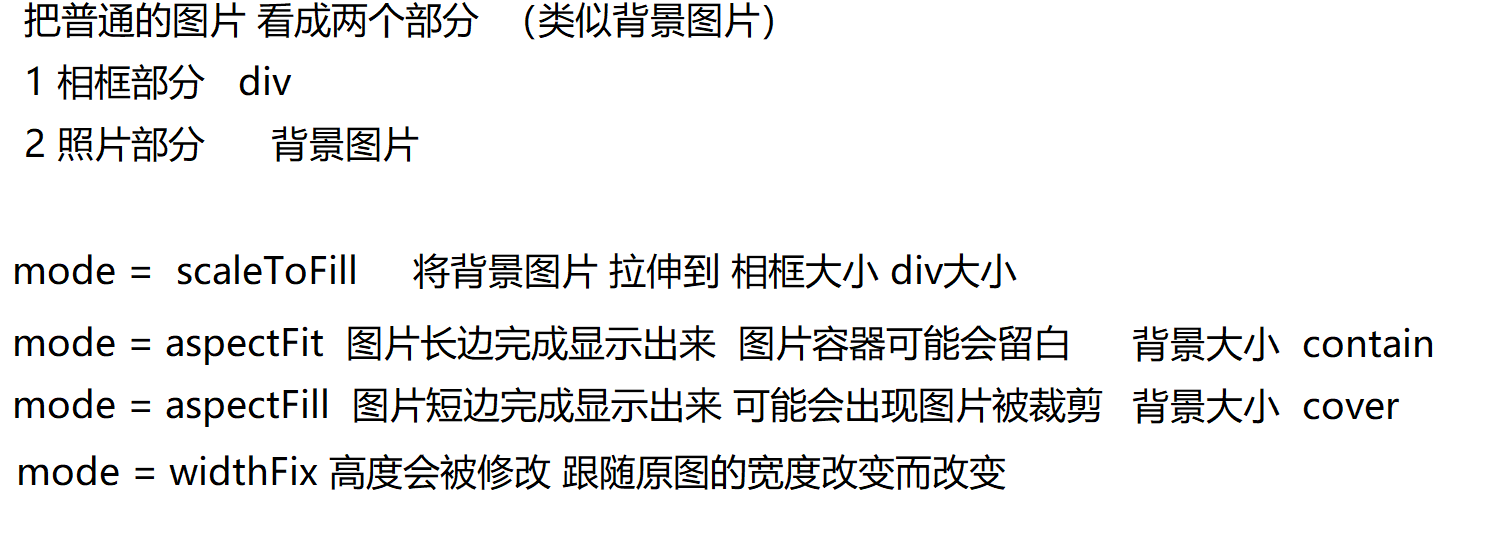 把普通的图片 看成两个部分 （类似背景图片）
1 相框部分 div
2 照片部分 背景图片
mode = scaleToFill 将背景图片 拉伸到 相框大小 div大小
mode = aspectFit 图片长边完成显示出来 图片容器可能会留白 背景大小 contain
mode = aspectFill 图片短边完成显示出来 可能会出现图片被裁剪 背景大小 cover
mode = widthFix 高度会被修改 跟随原图的宽度改变而改变